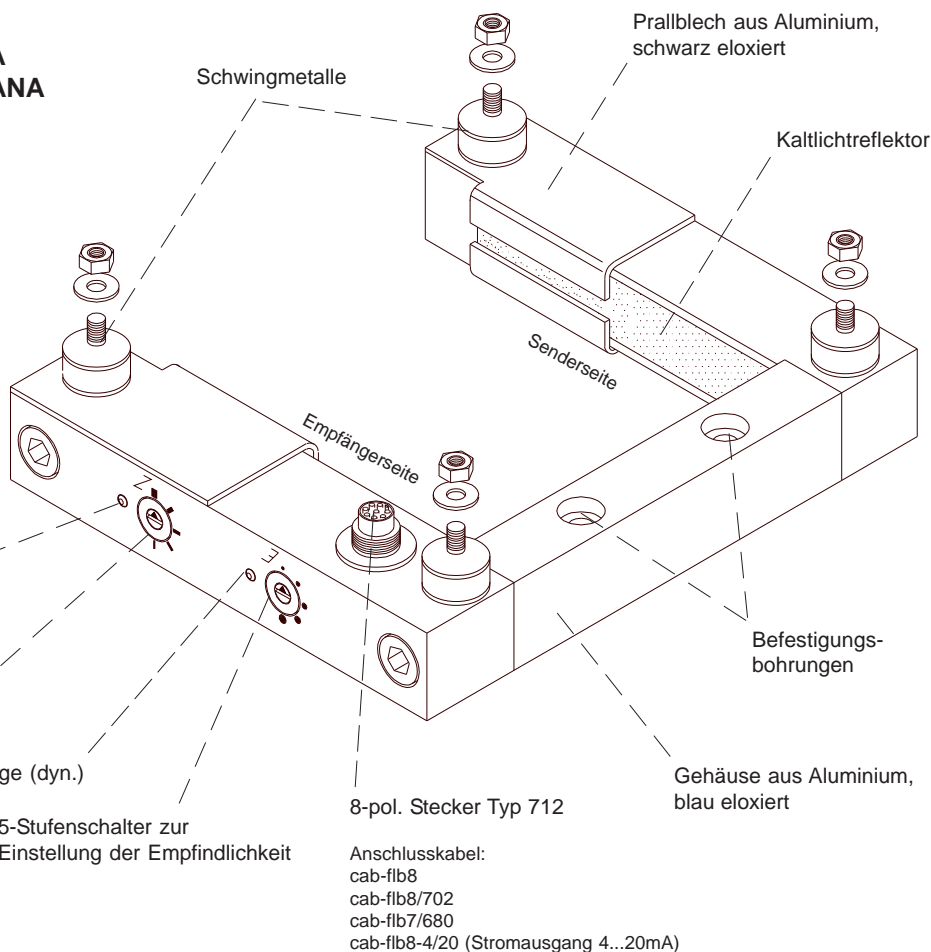 ANA
Schwingmetalle
Prallblech aus Aluminium,
schwarz eloxiert
Kaltlichtreflektor
Senderseite
Empfängerseite
Z
E
Befestigungs-
bohrungen
Gehäuse aus Aluminium,
blau eloxiert
ge (dyn.)
5-Stufenschalter zur
Einstellung der Empfindlichkeit
8-pol. Stecker Typ 712
Anschlusskabel:
cab-flb8
cab-flb8/702
cab-flb7/680
cab-flb8-4/20 (Stromausgang 4...20mA)